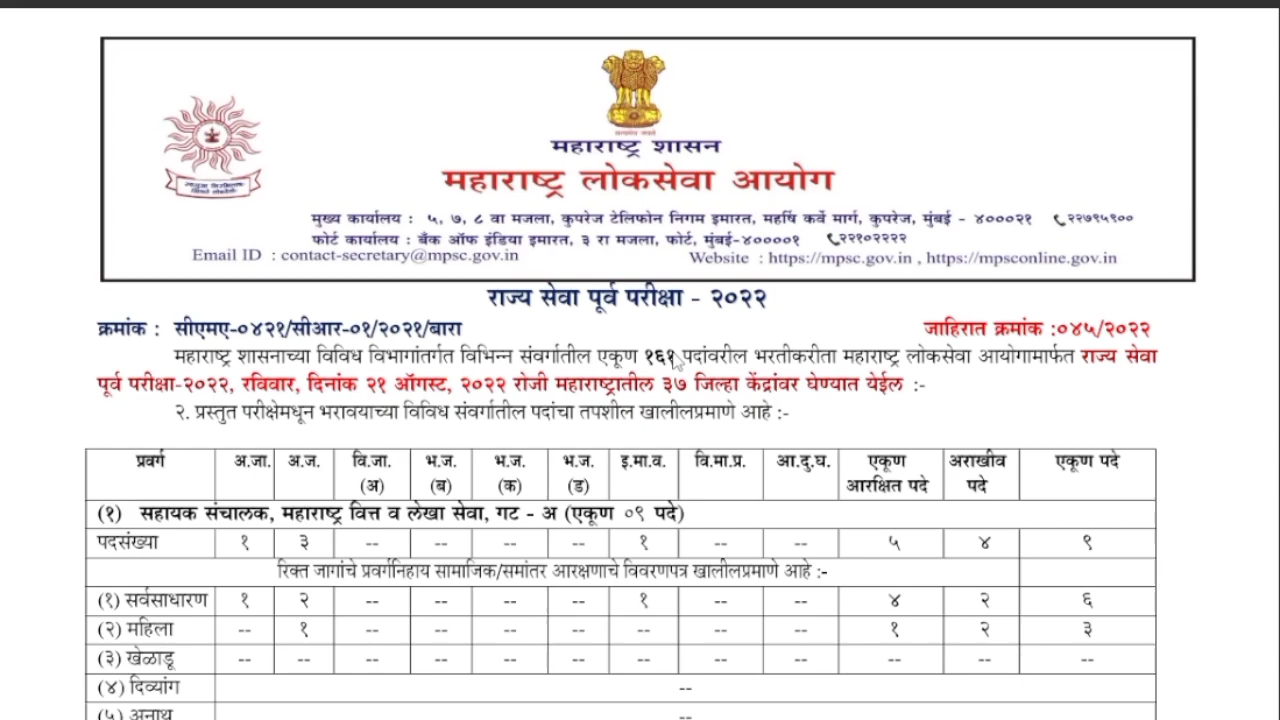 महाराष्ट्र शासन
महाराष्ट्र लोकसेवा आयोग
मुख्य कार्यालय : ५, ७, ८ वा मजला, कुपरेज टेलिफोन निगम इमारत, महर्षि कर्वे मार्ग, कुपरेज, मुंबई - ४०००२१ २२७९५९००
फोर्ट कार्यालय : बँक ऑफ इंडिया इमारत, ३ रा मजला, फोर्ट, मुंबई-४००००१ २२१०२२२२
Email ID : contact-secretary@mpsc.gov.in Website : https://mpsc.gov.in , https://mpsconline.gov.in
राज्य सेवा पूर्व परीक्षा - २०२२
क्रमांक : सीएमए-०४२१/सीआर-०१/२०२१/बारा जाहिरात क्रमांक :०४५/२०२२
महाराष्ट्र शासनाच्या विविध विभागांतर्गत विभिन्न संवर्गातील एकूण १६१ पदांवरील भरतीकरीता महाराष्ट्र लोकसेवा आयोगामार्फत राज्य सेवा
पूर्व परीक्षा-२०२२, रविवार, दिनांक २१ ऑगस्ट, २०२२ रोजी महाराष्ट्रातील ३७ जिल्हा केंद्रांवर घेण्यात येईल :-
२. प्रस्तुत परीक्षेमधून भरावयाच्या विविध संवर्गातील पदांचा तपशील खालीलप्रमाणे आहे :-
प्रवर्ग अ.जा. अ.ज. वि.जा. (अ) भ.ज. (ब) भ.ज. (क) भ.ज. (ड) इ.मा.व. वि.मा.प्र. आ.दु.घ. एकूण आरक्षित पदे अराखीव पदे एकूण पदे
(१) सहायक संचालक, महाराष्ट्र वित्त व लेखा सेवा, गट - अ (एकूण ०९ पदे)
पदसंख्या १ ३ -- -- -- -- १ -- -- ५ ४ ९
रिक्त जागांचे प्रवर्गनिहाय सामाजिक/समांतर आरक्षणाचे विवरणपत्र खालीलप्रमाणे आहे :-
(१) सर्वसाधारण १ २ -- -- -- -- १ -- -- ४ २ ६
(२) महिला -- १ -- -- -- -- -- -- -- १ २ ३
(३) खेळाडू -- -- -- -- -- -- -- -- -- -- -- --
(४) दिव्यांग --
(५) अनाथ --